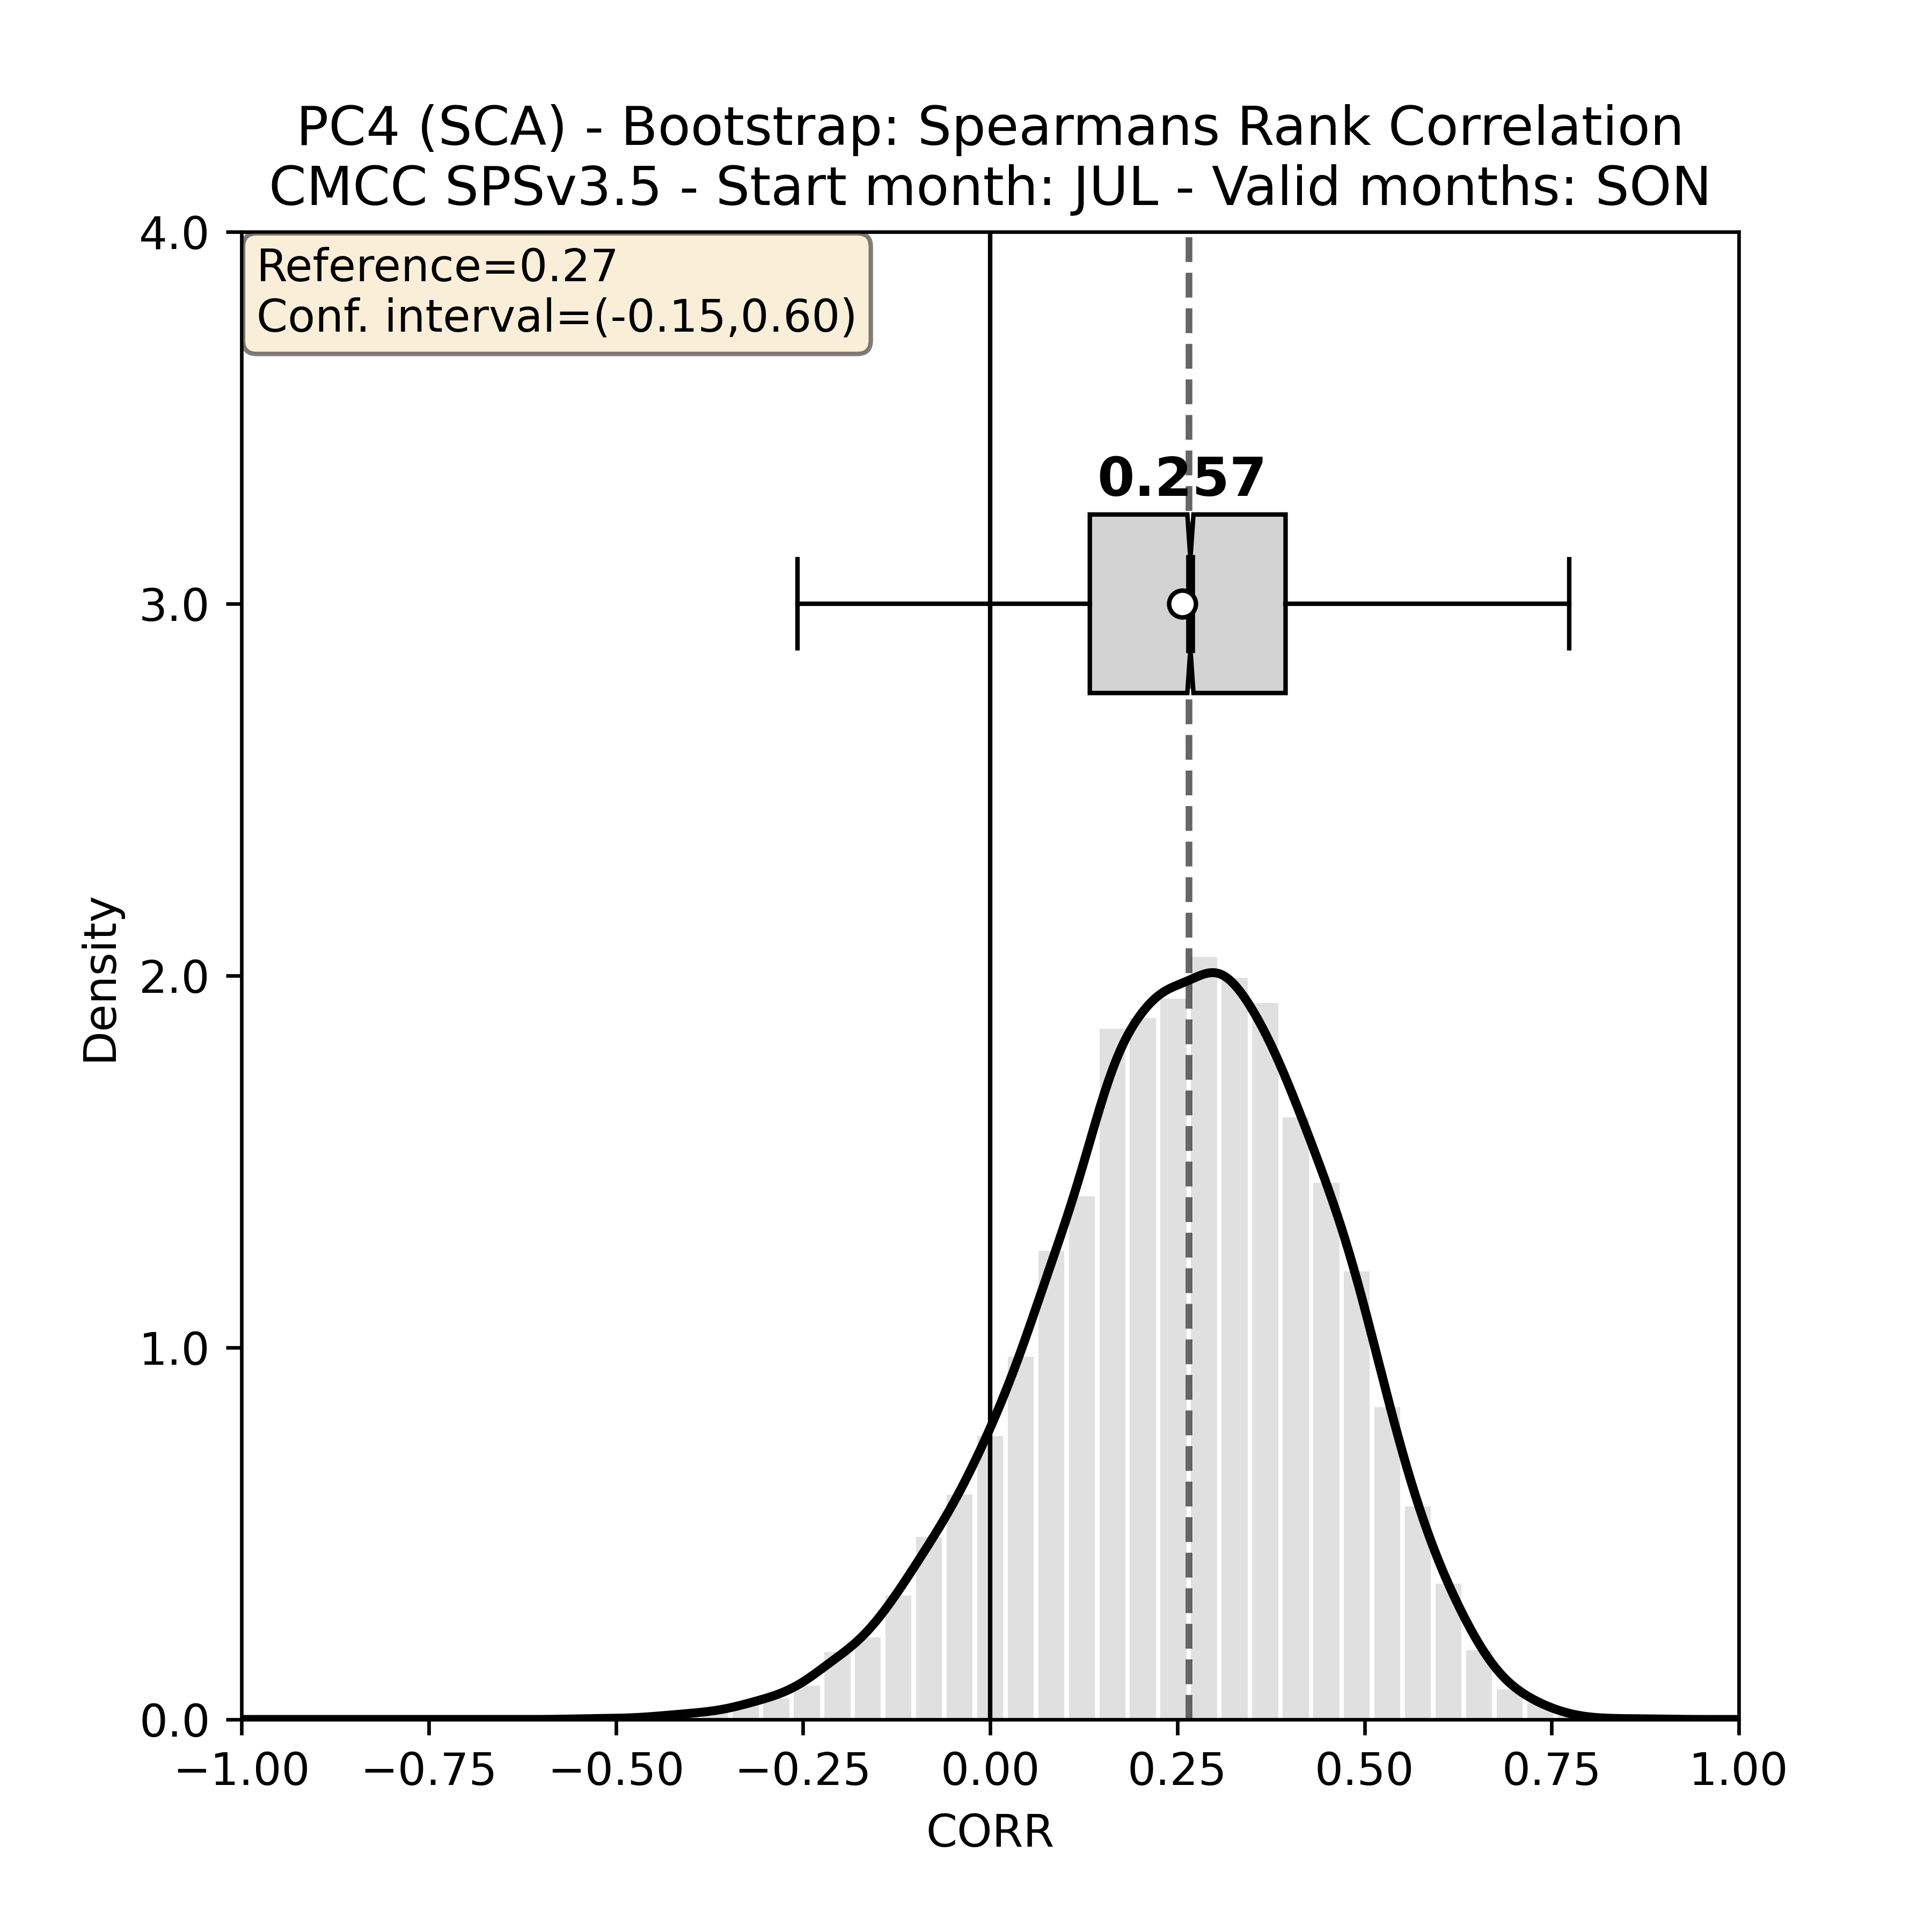 PC4 (SCA) - Bootstrap: Spearmans Rank Correlation
CMCC SPSv3.5 - Start month: JUL - Valid months: SON
Reference=0.27
Conf. interval=(-0.15,0.60)
0.257
4.0
3.0
2.0
1.0
0.0
Density
−1.00 −0.75 −0.50 −0.25 0.00 0.25 0.50 0.75 1.00
CORR